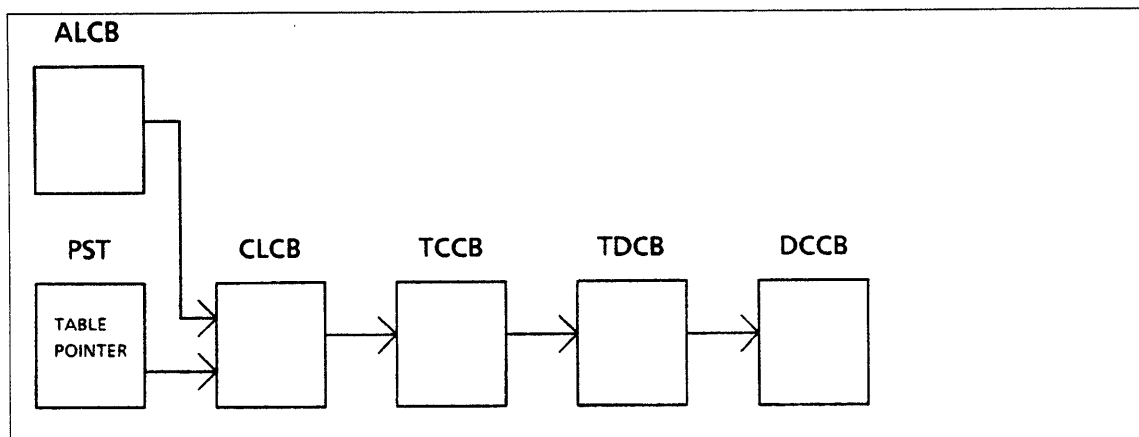 ALCB
PST
CLCB
TCCB
TDCB
DCCB
TABLE
POINTER